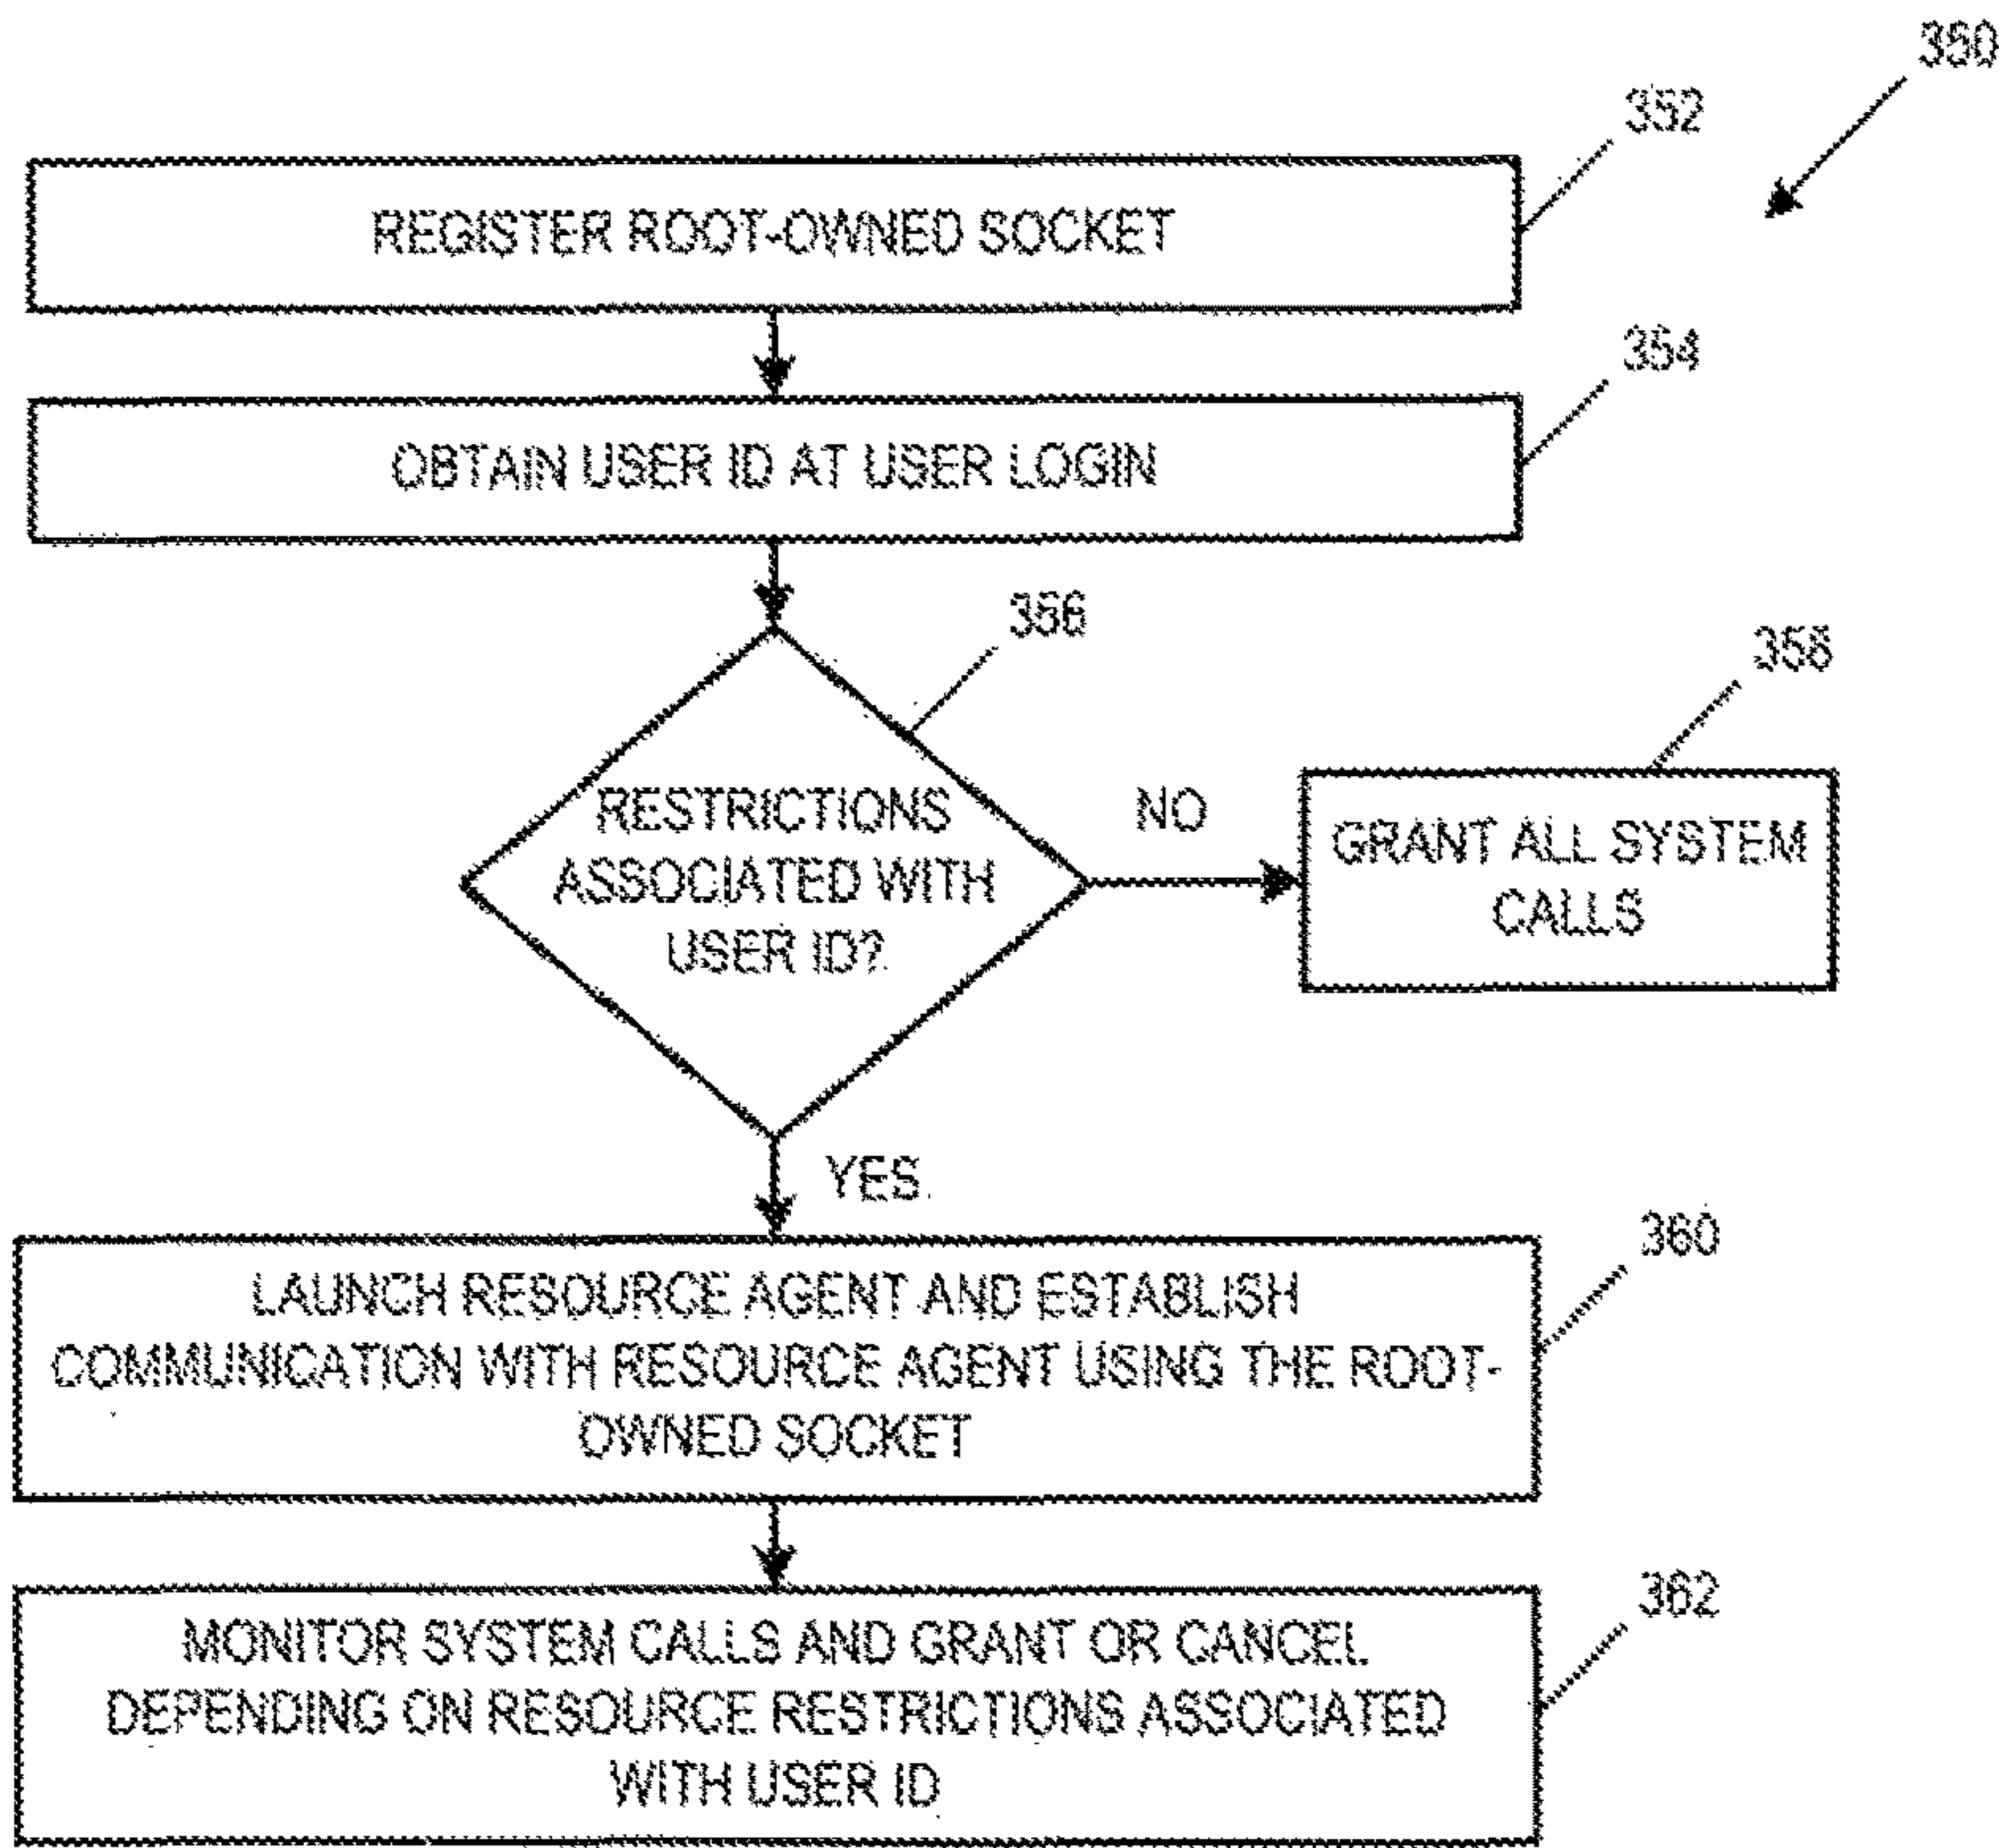 350
352
REGISTER ROOT-OWNED SOCKET
354
OBTAIN USER ID AT USER LOGIN
356
358
RESTRICTIONS
ASSOCIATED WITH
USER ID?
NO
GRANT ALL SYSTEM
CALLS
YES
360
LAUNCH RESOURCE AGENT AND ESTABLISH
COMMUNICATION WITH RESOURCE AGENT USING THE ROOT-
OWNED SOCKET
362
MONITOR SYSTEM CALLS AND GRANT OR CANCEL
DEPENDING ON RESOURCE RESTRICTIONS ASSOCIATED
WITH USER ID